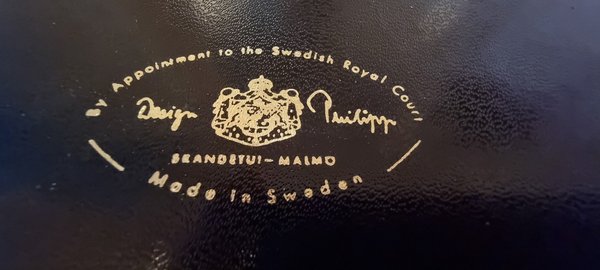 By Appointment to the Swedish Royal Court
Design Philipp
SKANDETUI-MALMÖ
Made in Sweden